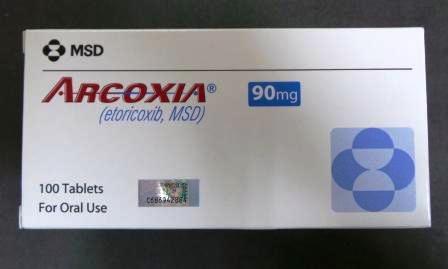 MSD
ARCOXIA®
90mg
(etoricoxib, MSD)
100 Tablets
For Oral Use